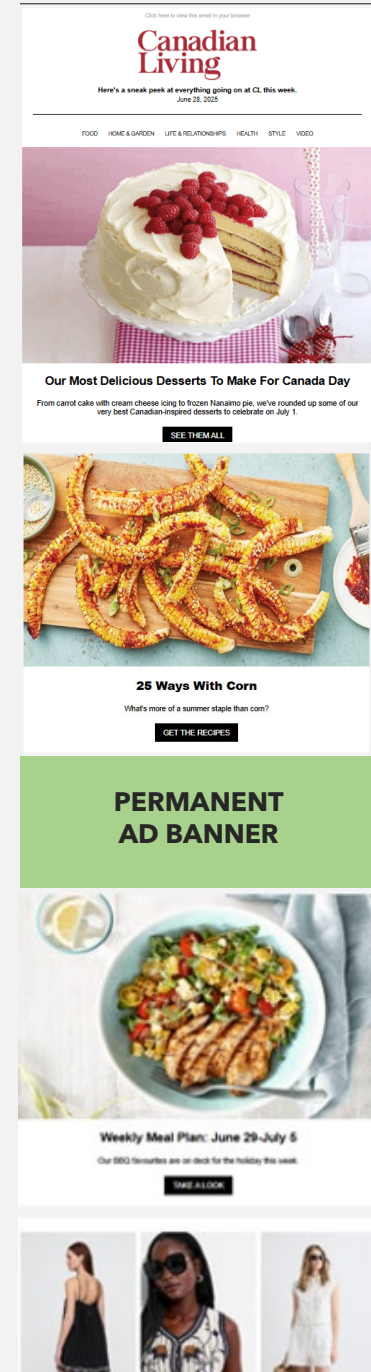 Click here to view this email in your browser
Canadian
Living
Here's a sneak peek at everything going on at CL this week.
June 28, 2025
FOOD HOME & GARDEN LIFE & RELATIONSHIPS HEALTH STYLE VIDEO
Our Most Delicious Desserts To Make For Canada Day
From carrot cake with cream cheese icing to frozen Nanaimo pie, we've rounded up some of our
very best Canadian-inspired desserts to celebrate on July 1.
SEE THEM ALL
25 Ways With Corn
What's more of a summer staple than corn?
GET THE RECIPES
PERMANENT
AD BANNER
Weekly Meal Plan: June 29-July 5
Our BBQ favourites are on deck for the holiday this week.
TAKE A LOOK